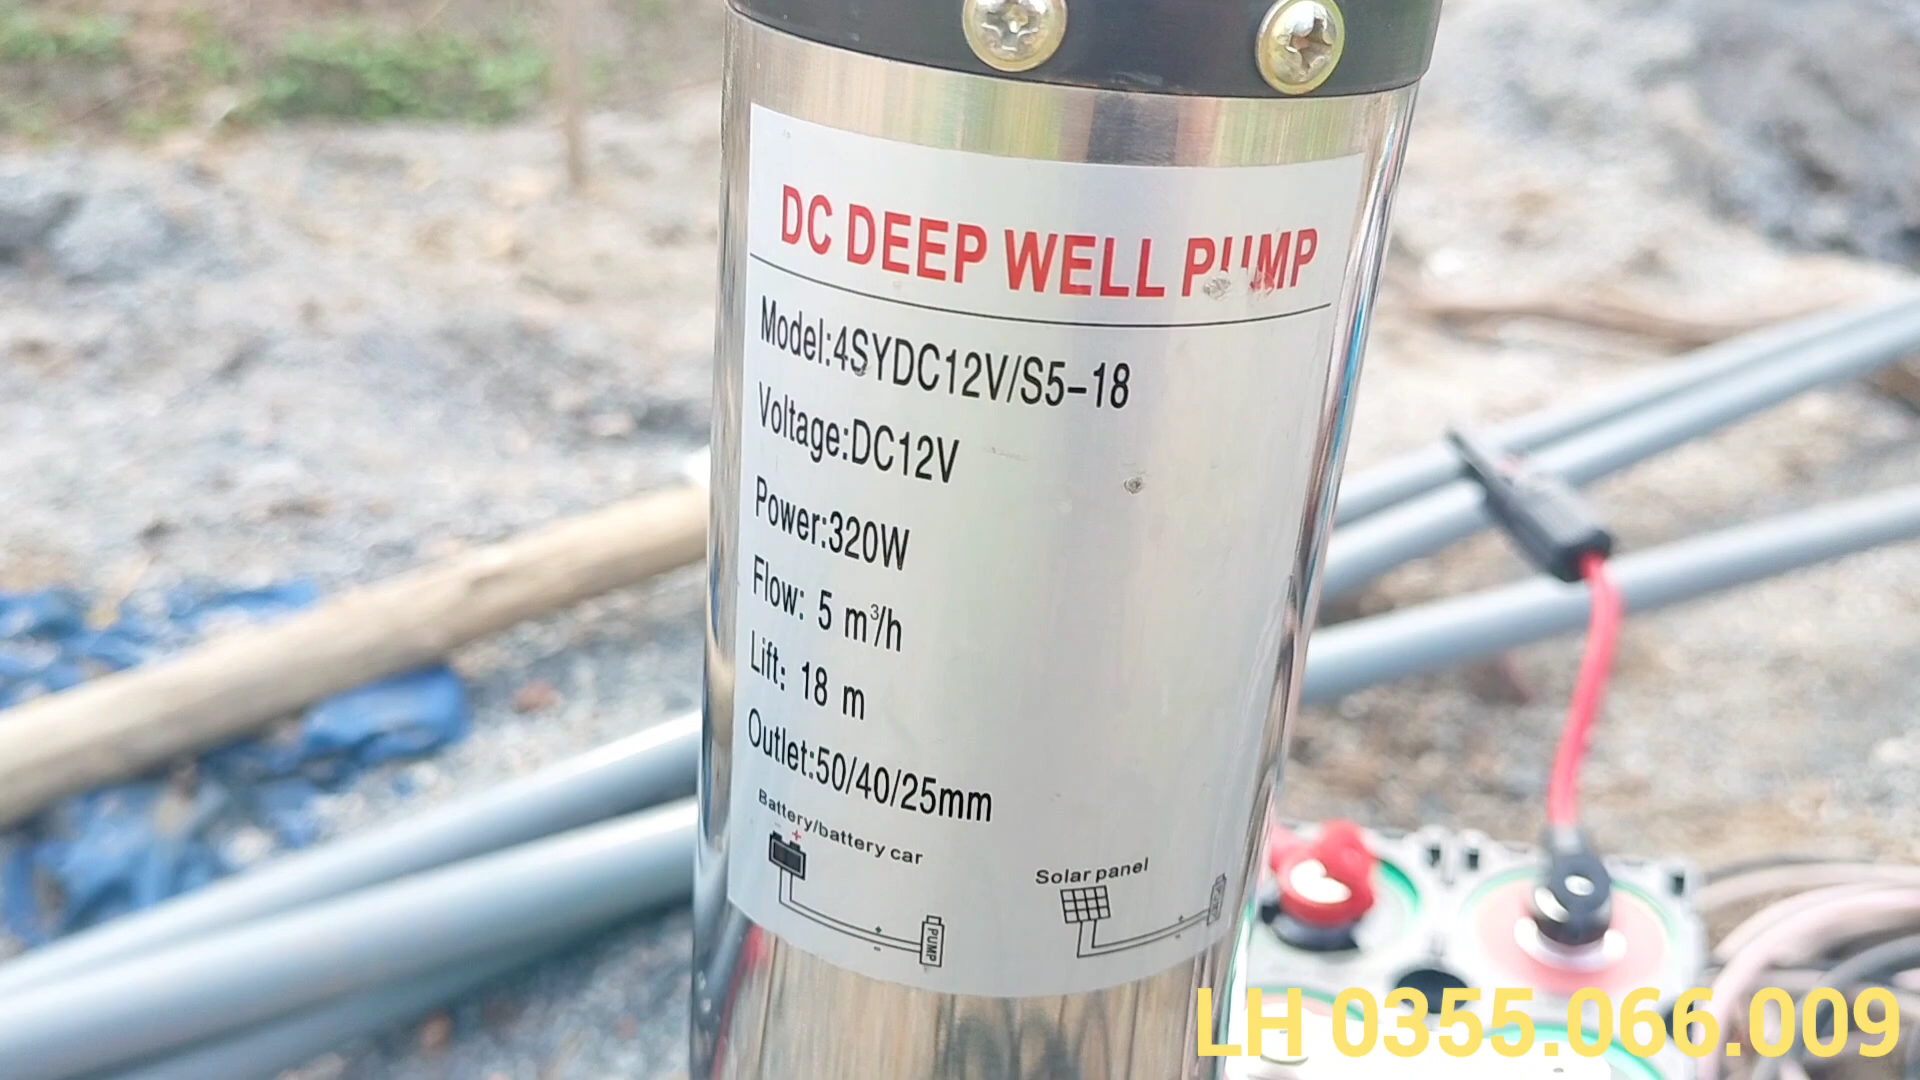 DC DEEP WELL PUMP
Model:4SYDC12V/S5-18
Voltage:DC12V
Power:320W
Flow: 5 m³/h
Lift: 18 m
Outlet:50/40/25mm
Battery/battery car
Solar panel
PUMP
LH 0355.066.009